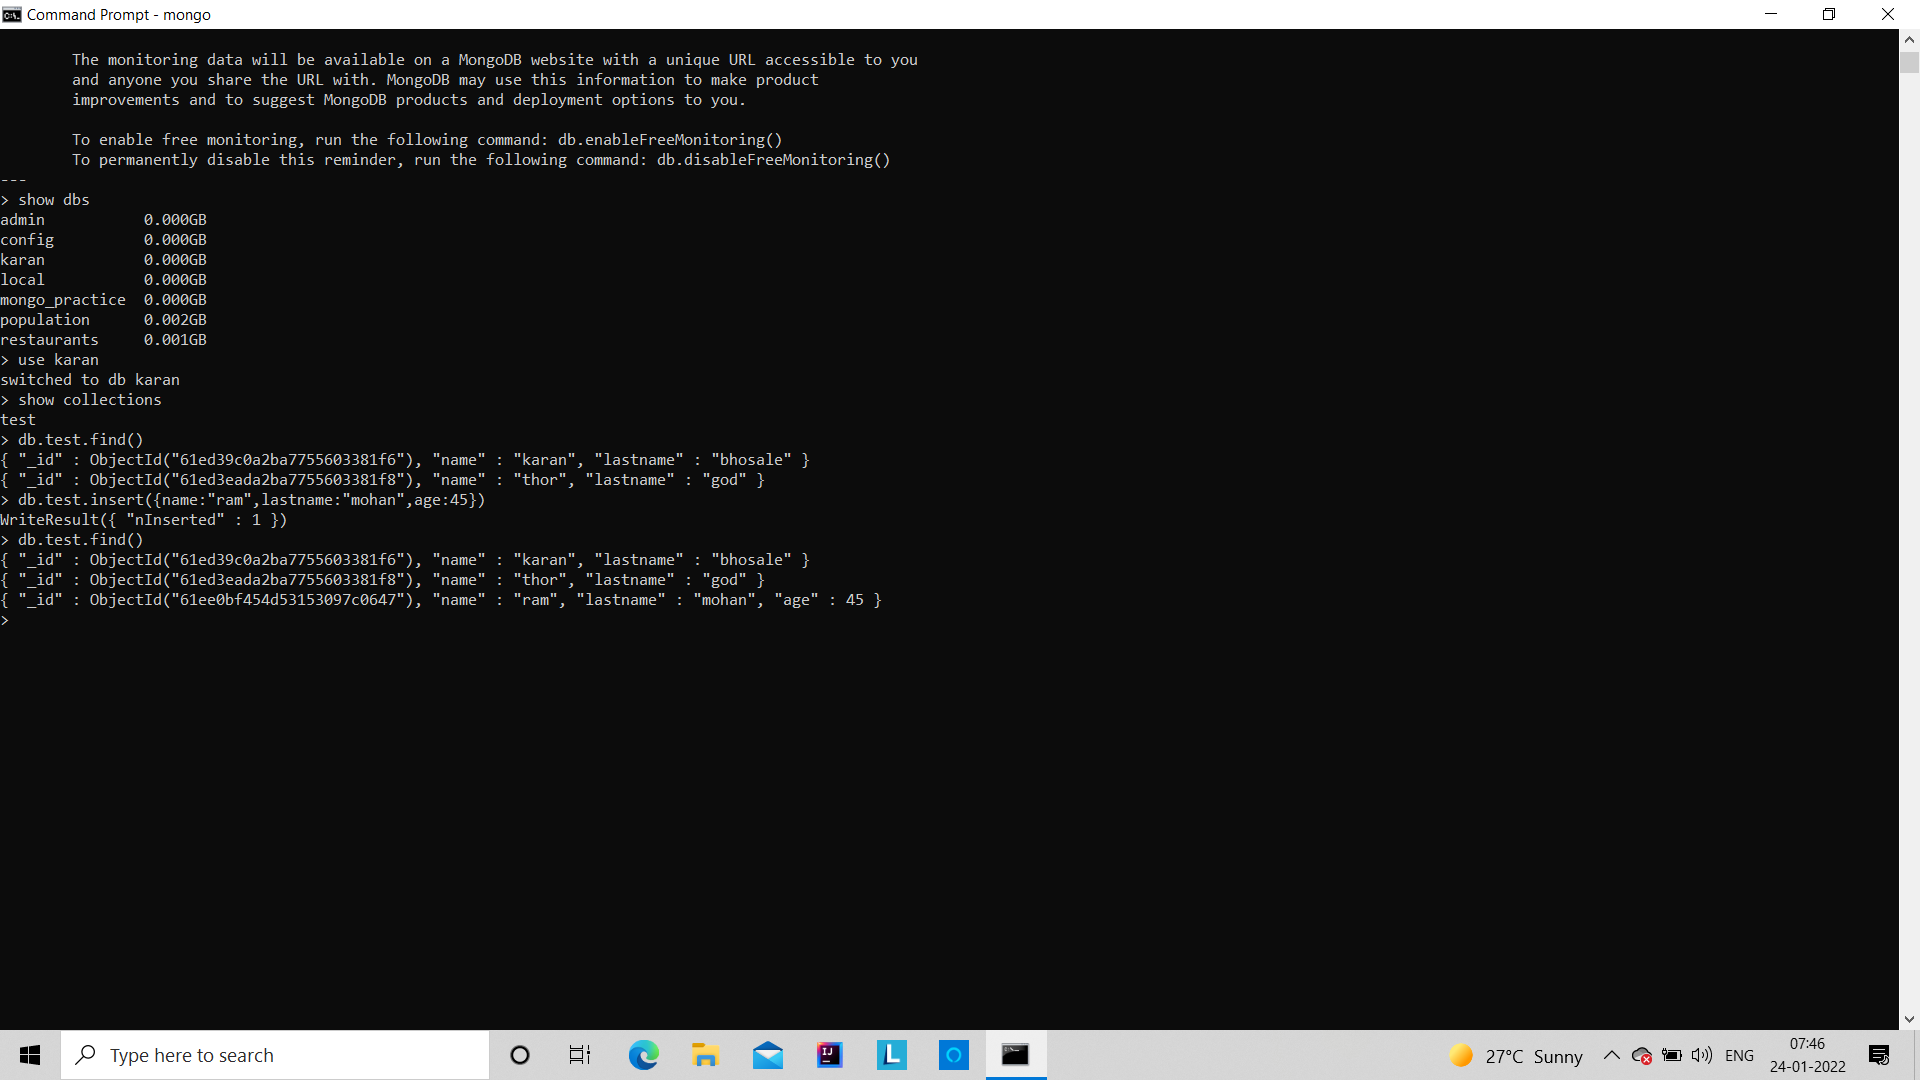 Command Prompt - mongo
The monitoring data will be available on a MongoDB website with a unique URL accessible to you
and anyone you share the URL with. MongoDB may use this information to make product
improvements and to suggest MongoDB products and deployment options to you.
To enable free monitoring, run the following command: db.enableFreeMonitoring()
To permanently disable this reminder, run the following command: db.disableFreeMonitoring()
---
> show dbs
admin           0.000GB
config          0.000GB
karan           0.000GB
local           0.000GB
mongo_practice  0.000GB
population      0.002GB
restaurants     0.001GB
> use karan
switched to db karan
> show collections
test
> db.test.find()
{ "_id" : ObjectId("61ed39c0a2ba7755603381f6"), "name" : "karan", "lastname" : "bhosale" }
{ "_id" : ObjectId("61ed3eada2ba7755603381f8"), "name" : "thor", "lastname" : "god" }
> db.test.insert({name:"ram",lastname:"mohan",age:45})
WriteResult({ "nInserted" : 1 })
> db.test.find()
{ "_id" : ObjectId("61ed39c0a2ba7755603381f6"), "name" : "karan", "lastname" : "bhosale" }
{ "_id" : ObjectId("61ed3eada2ba7755603381f8"), "name" : "thor", "lastname" : "god" }
{ "_id" : ObjectId("61ee0bf454d53153097c0647"), "name" : "ram", "lastname" : "mohan", "age" : 45 }
>
Type here to search
IJ
L
27°C Sunny
ENG
07:46
24-01-2022